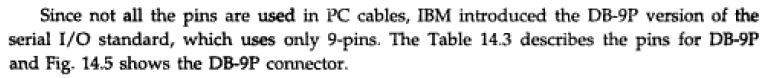 Since not all the pins are used in PC cables, IBM introduced the DB-9P version of the
serial I/O standard, which uses only 9-pins. The Table 14.3 describes the pins for DB-9P
and Fig. 14.5 shows the DB-9P connector.